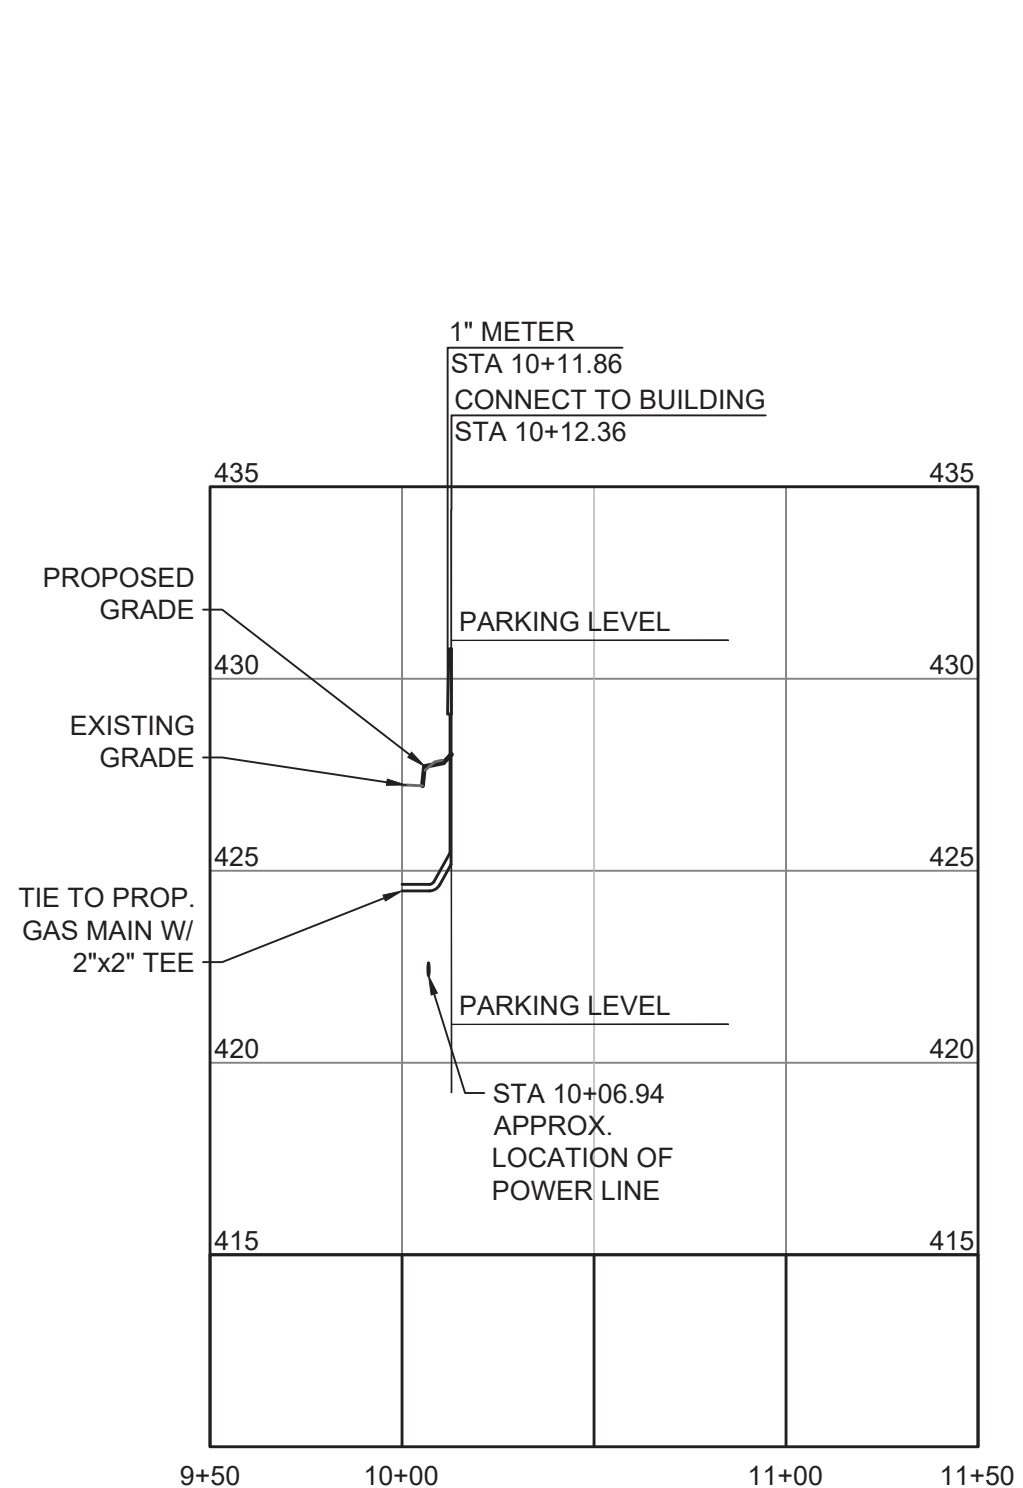 1" METER
STA 10+11.86
CONNECT TO BUILDING
STA 10+12.36
435
435
PROPOSED
GRADE
PARKING LEVEL
430
430
EXISTING
GRADE
425
425
TIE TO PROP.
GAS MAIN W/
2"x2" TEE
PARKING LEVEL
420
420
STA 10+06.94
APPROX.
LOCATION OF
POWER LINE
415
415
9+50
10+00
11+00
11+50